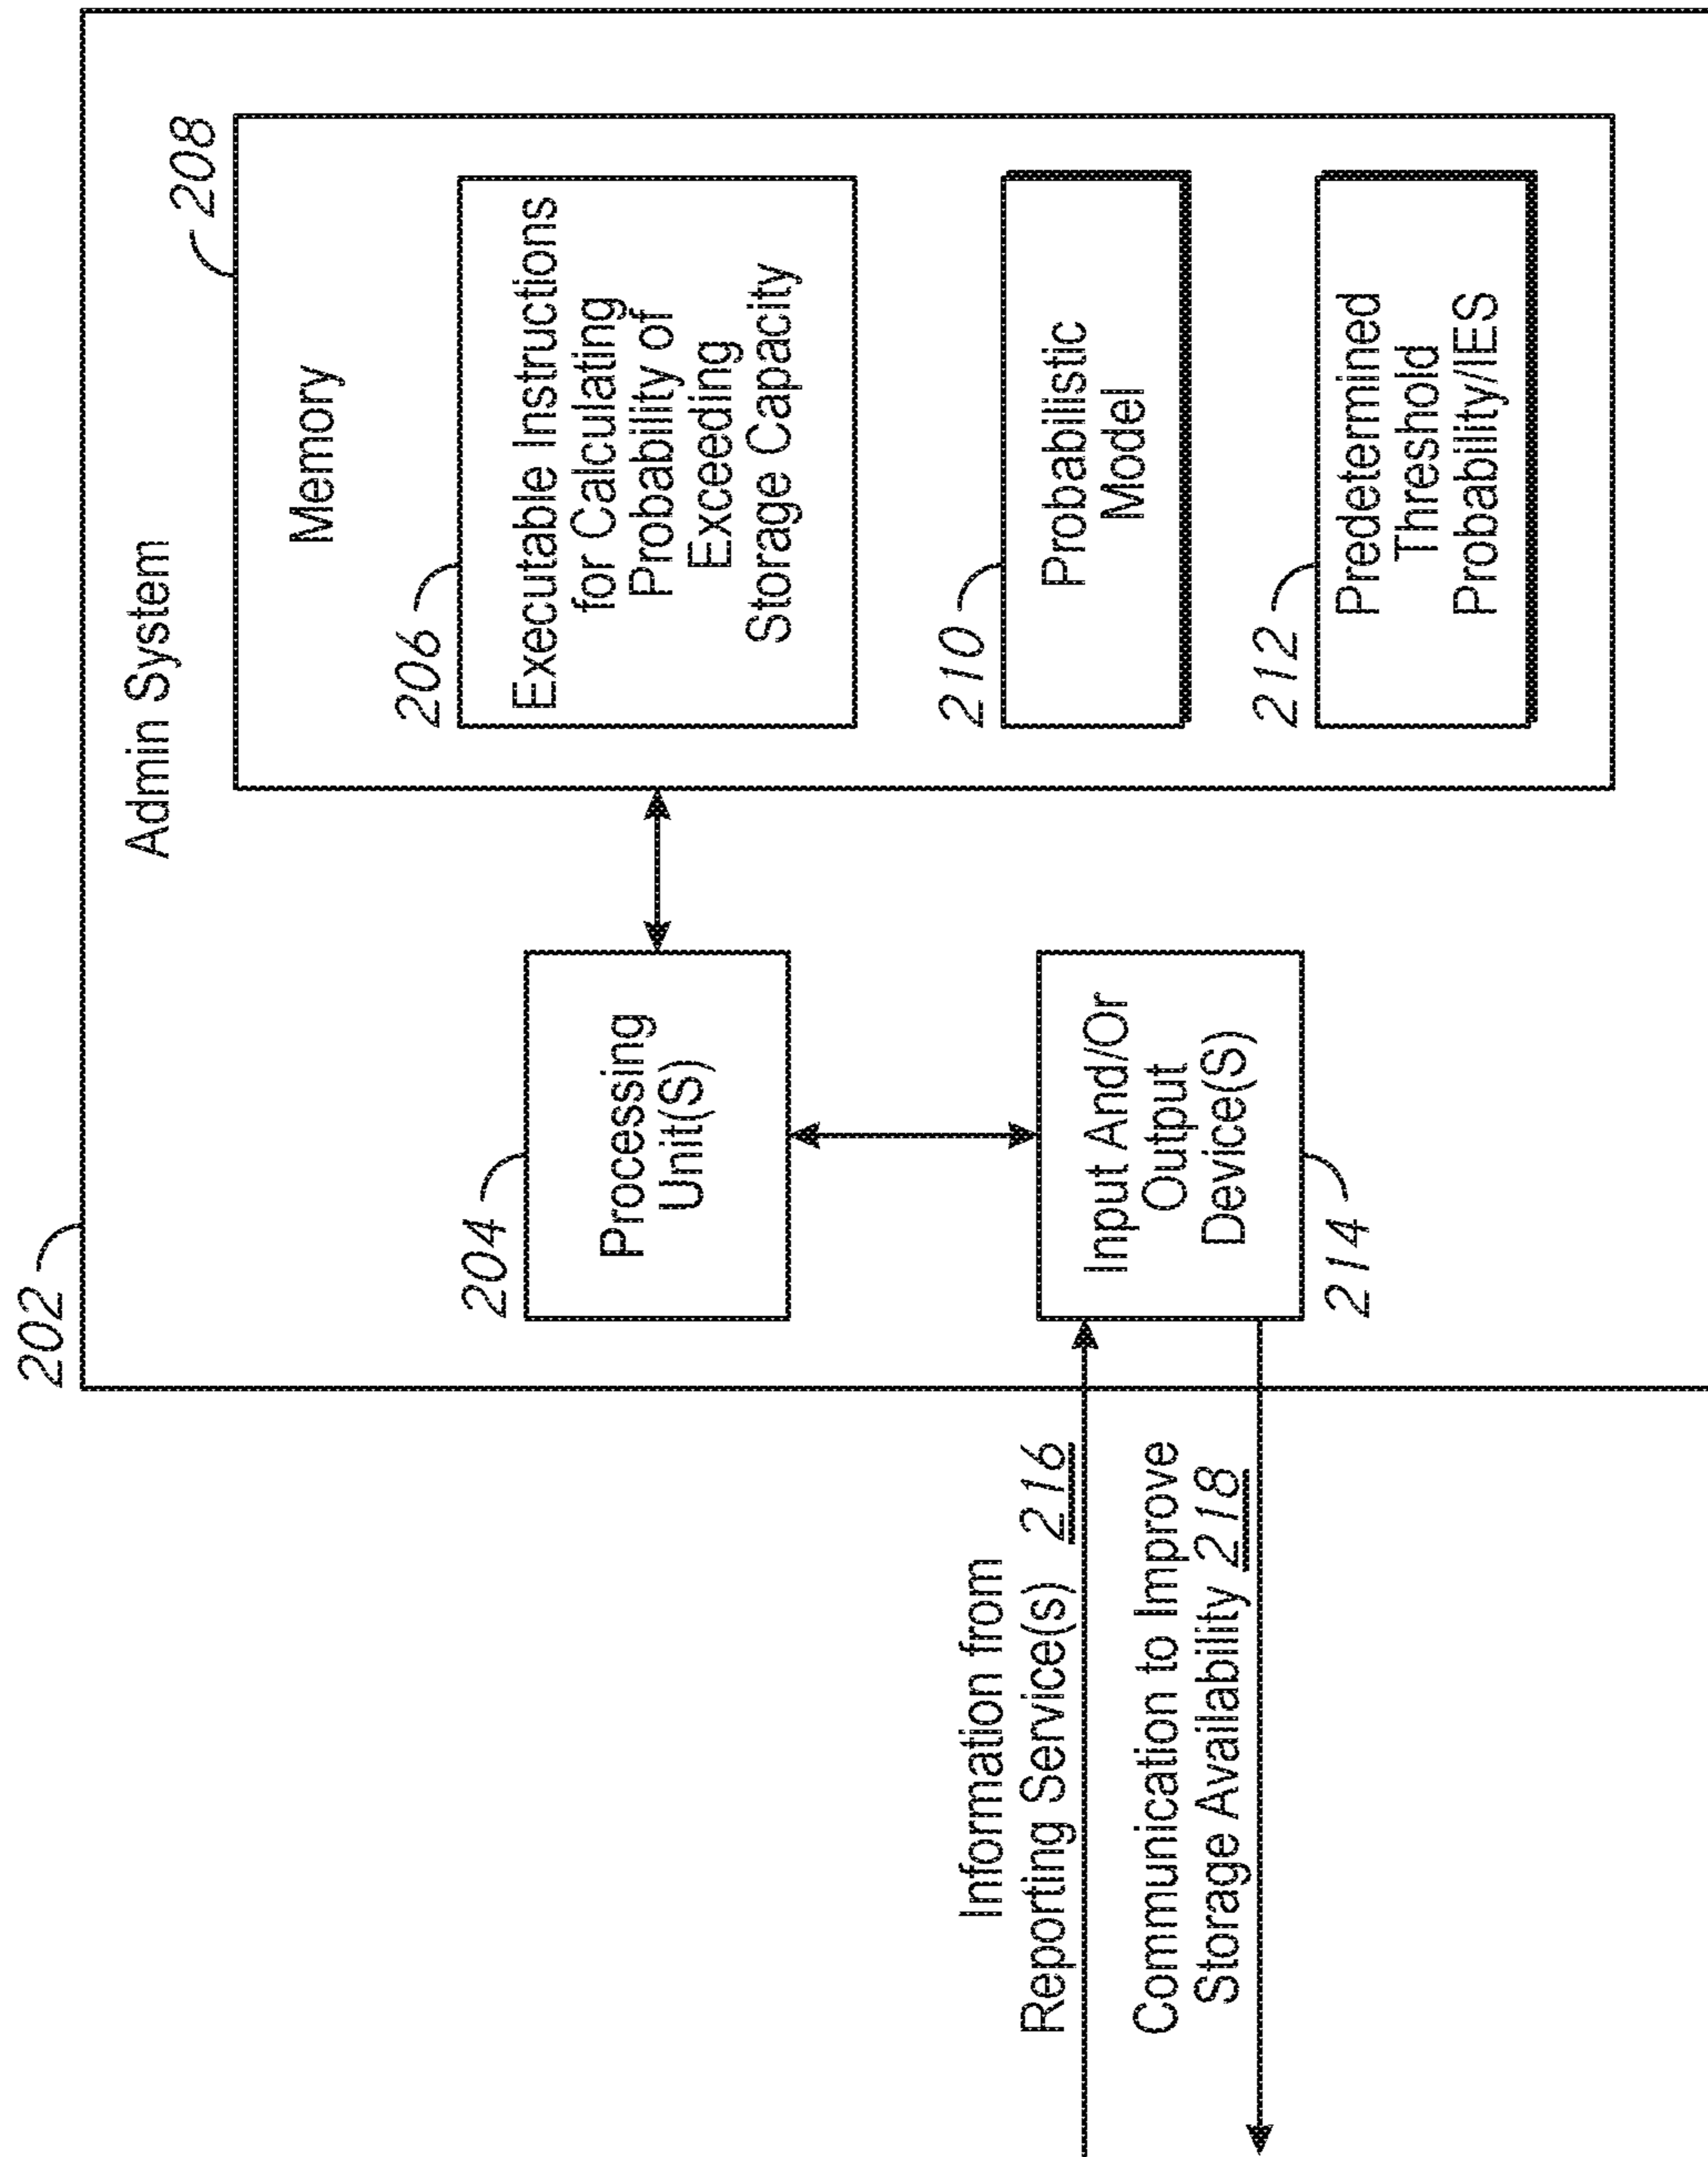 202
Admin System
208
Memory
204
Processing
Unit(S)
206
Executable Instructions
for Calculating
Probability of
Exceeding
Storage Capacity
210
Probabilistic
Model
212
Predetermined
Threshold
Probability/IES
Input And/Or
Output
Device(S)
214
Information from
Reporting Service(s) 216
Communication to Improve
Storage Availability 218